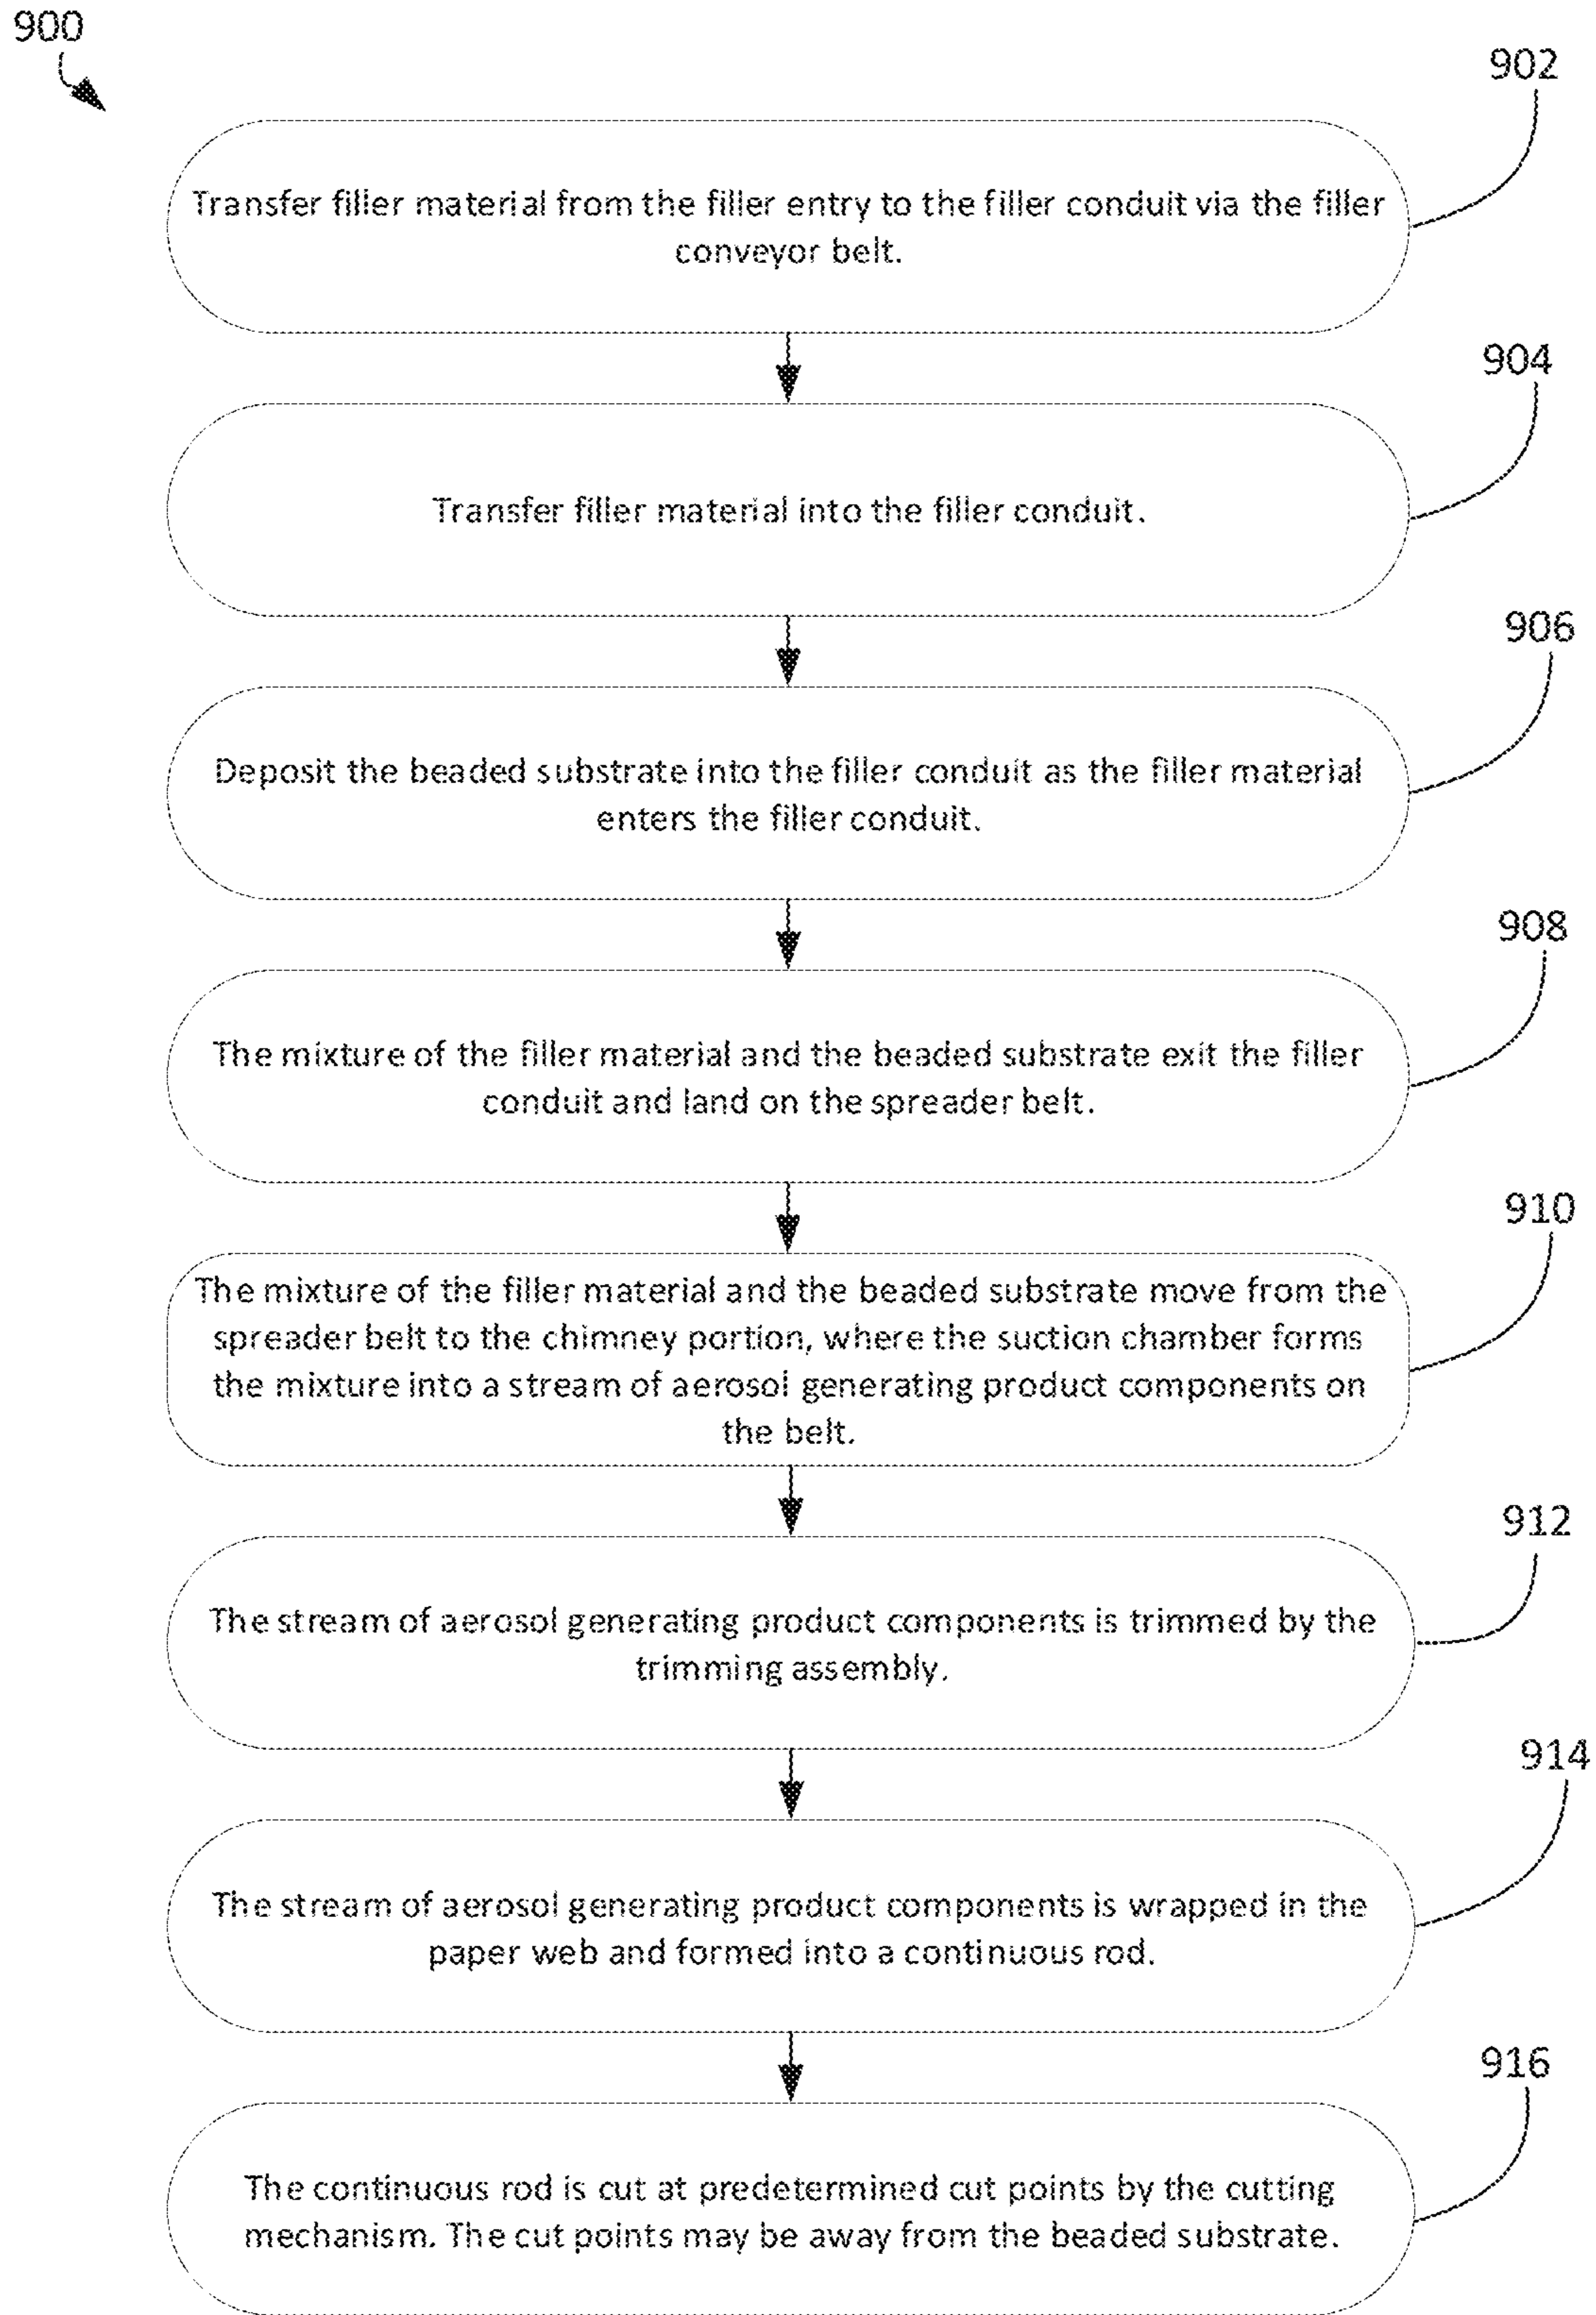 900
902
Transfer filler material from the filler entry to the filler conduit via the filler
conveyor belt.
904
Transfer filler material into the filler conduit.
906
Deposit the beaded substrate into the filler conduit as the filler material
enters the filler conduit.
908
The mixture of the filler material and the beaded substrate exit the filler
conduit and land on the spreader belt.
910
The mixture of the filler material and the beaded substrate move from the
spreader belt to the chimney portion, where the suction chamber forms
the mixture into a stream of aerosol generating product components on
the belt.
912
The stream of aerosol generating product components is trimmed by the
trimming assembly.
914
The stream of aerosol generating product components is wrapped in the
paper web and formed into a continuous rod.
916
The continuous rod is cut at predetermined cut points by the cutting
mechanism. The cut points may be away from the beaded substrate.